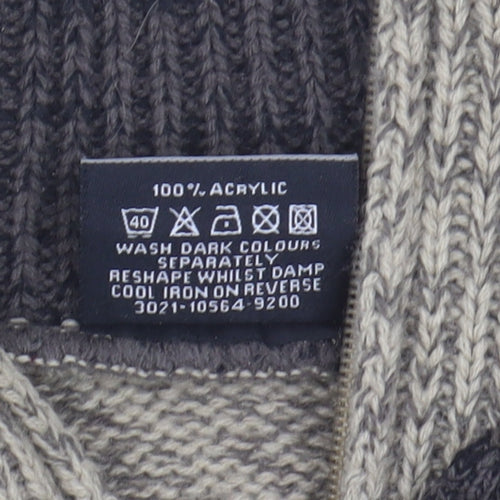 100% ACRYLIC
40
WASH DARK COLOURS
SEPARATELY
RESHAPE WHILST DAMP
COOL IRON ON REVERSE
3021-10564-9200